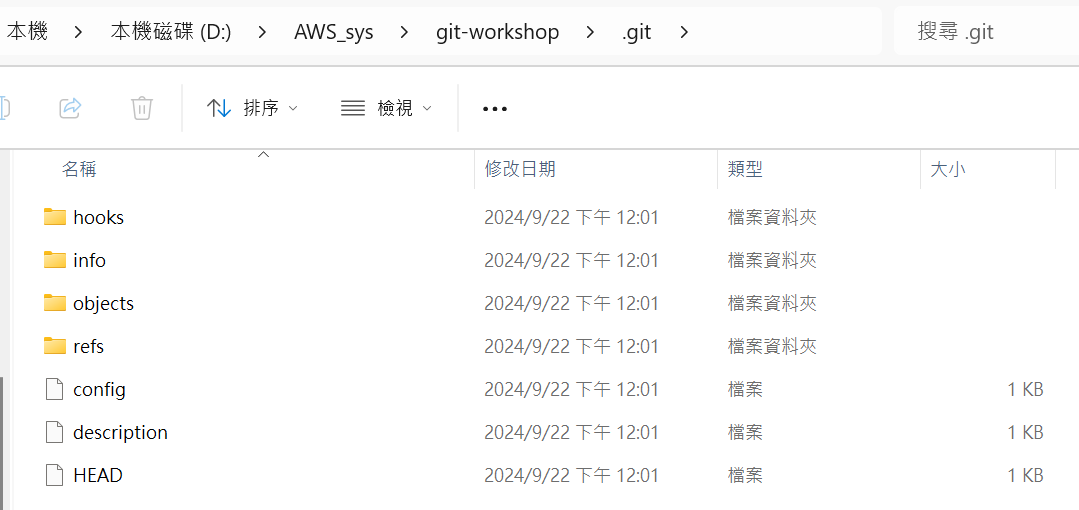 本機 > 本機磁碟 (D:) > AWS_sys > git-workshop > .git > 搜尋 .git
排序 檢視 ...
名稱 修改日期 類型 大小
hooks 2024/9/22 下午 12:01 檔案資料夾
info 2024/9/22 下午 12:01 檔案資料夾
objects 2024/9/22 下午 12:01 檔案資料夾
refs 2024/9/22 下午 12:01 檔案資料夾
config 2024/9/22 下午 12:01 檔案 1 KB
description 2024/9/22 下午 12:01 檔案 1 KB
HEAD 2024/9/22 下午 12:01 檔案 1 KB